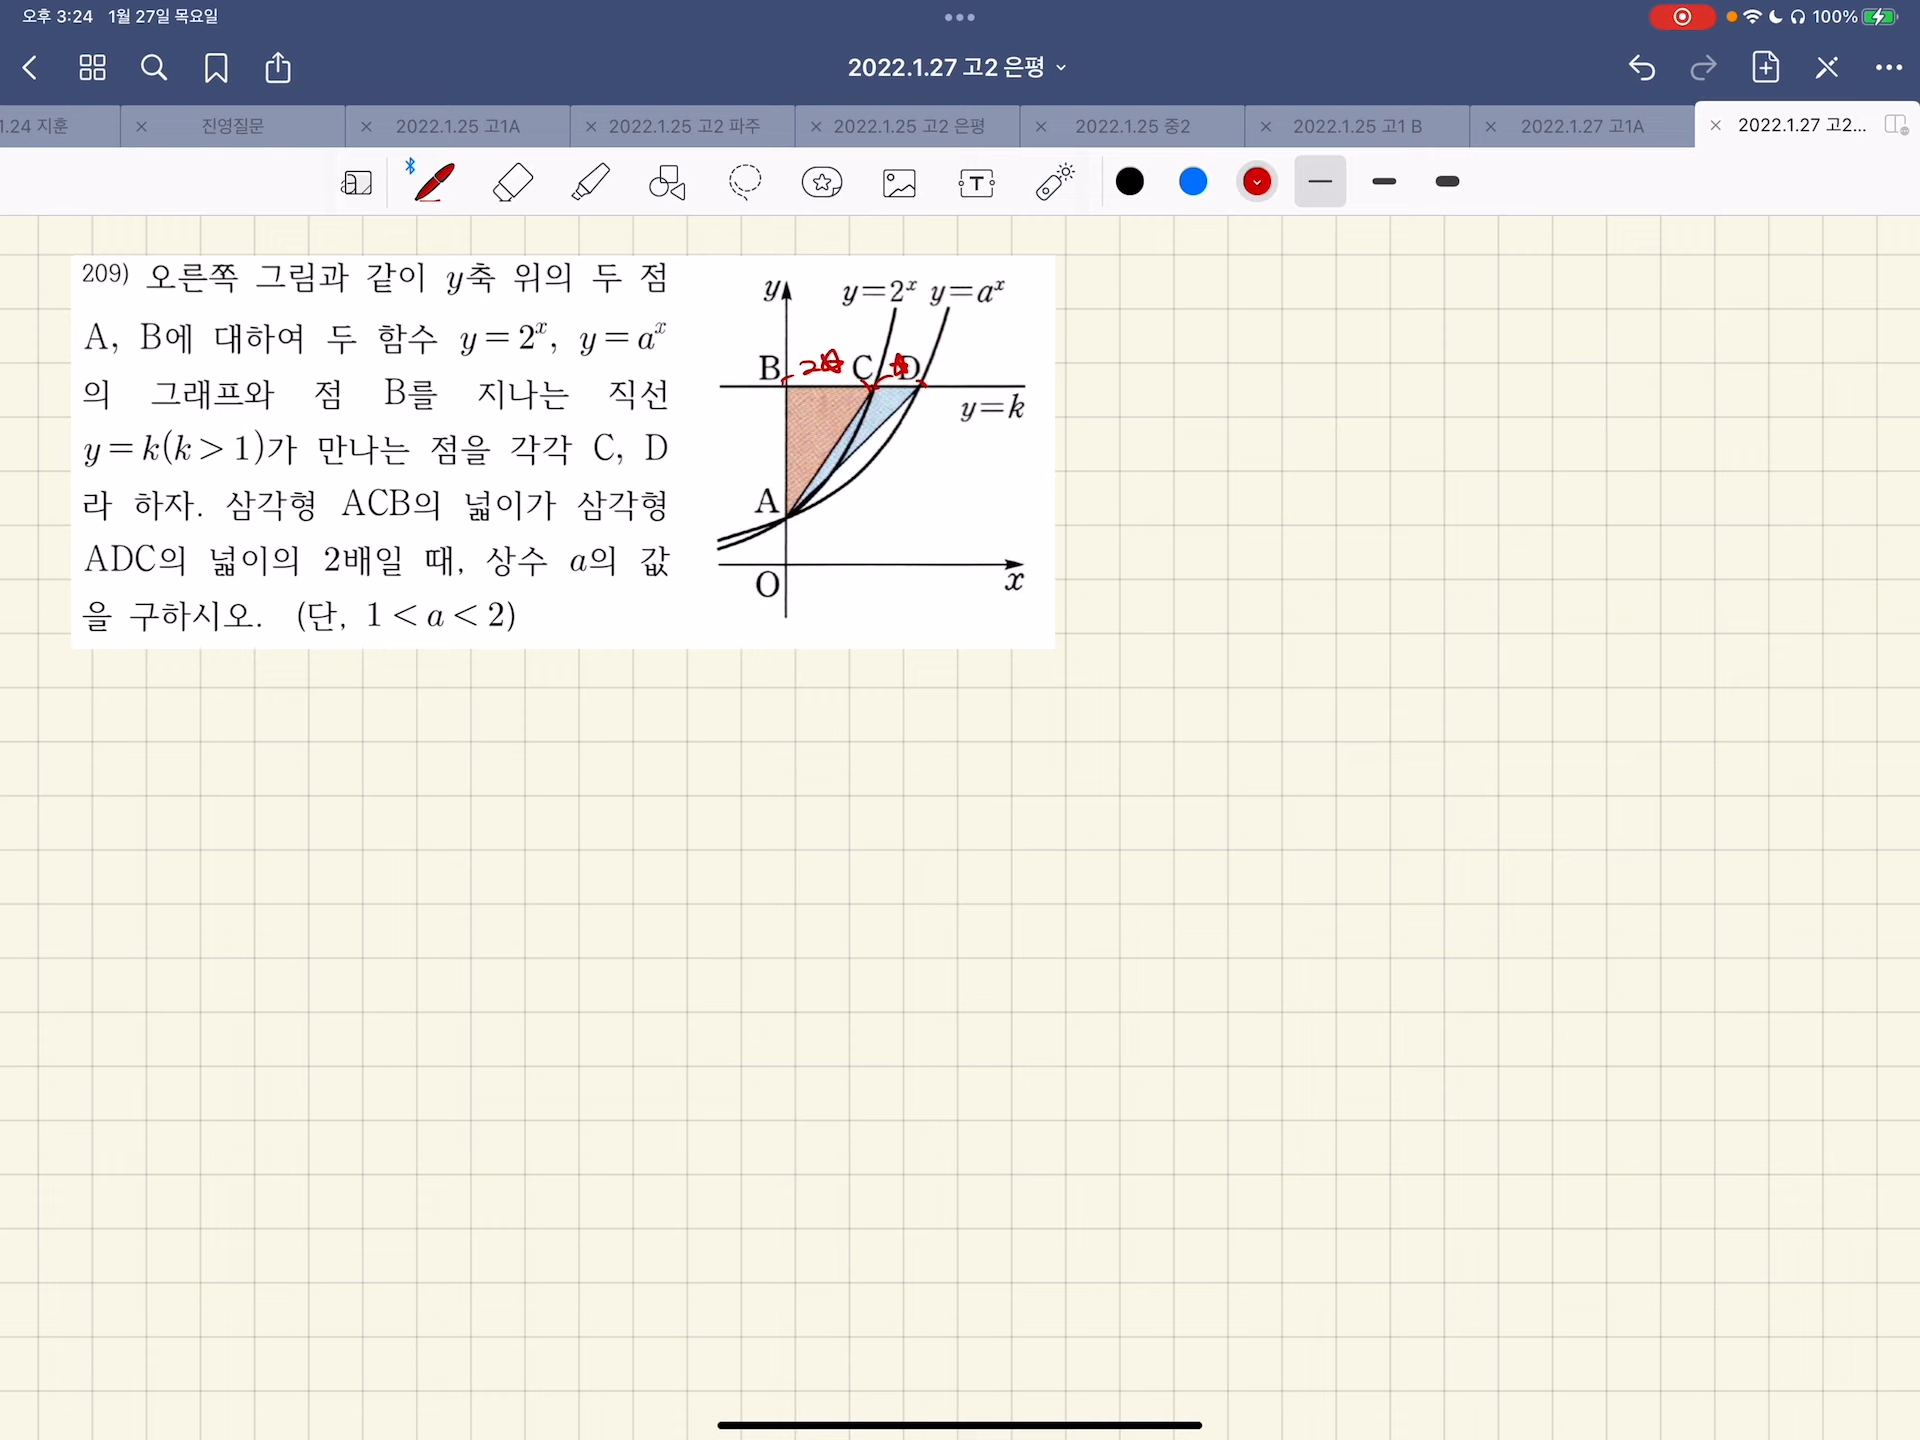 오후 3:24 1월 27일 목요일
100%
2022.1.27 고2 은평
1.24 지훈
진영질문
2022.1.25 고1A
2022.1.25 고2 파주
2022.1.25 고2 은평
2022.1.25 중2
2022.1.25 고1 B
2022.1.27 고1A
2022.1.27 고2...
209) 오른쪽 그림과 같이 y축 위의 두 점
A, B에 대하여 두 함수 y=2ˣ, y=aˣ
의 그래프와 점 B를 지나는 직선
y=k(k>1)가 만나는 점을 각각 C, D
라 하자. 삼각형 ACB의 넓이가 삼각형
ADC의 넓이의 2배일 때, 상수 a의 값
을 구하시오. (단, 1<a<2)
y y=2ˣ y=aˣ
B 2☆ C ☆ D
y=k
A
O x